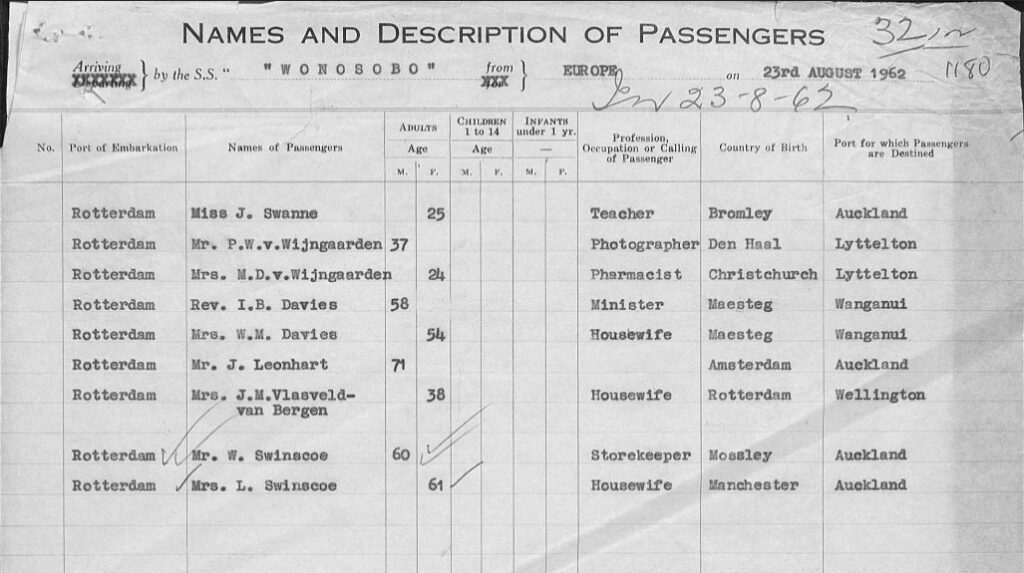 NAMES AND DESCRIPTION OF PASSENGERS 32
Arriving by the S.S. "WONOSOBO" from EUROPE on 23rd AUGUST 1962 1180
23-8-62
No. Port of Embarkation Names of Passengers ADULTS Age M. F. CHILDREN 1 to 14 Age M. F. INFANTS under 1 yr. — M. F. Profession, Occupation or Calling of Passenger Country of Birth Port for which Passengers are Destined
Rotterdam Miss J. Swanne 25 Teacher Bromley Auckland
Rotterdam Mr. P.W.v.Wijngaarden 37 Photographer Den Haal Lyttelton
Rotterdam Mrs. M.D.v.Wijngaarden 24 Pharmacist Christchurch Lyttelton
Rotterdam Rev. I.B. Davies 58 Minister Maesteg Wanganui
Rotterdam Mrs. W.M. Davies 54 Housewife Maesteg Wanganui
Rotterdam Mr. J. Leonhart 71 Amsterdam Auckland
Rotterdam Mrs. J.M.Vlasveld- 38 Housewife Rotterdam Wellington
van Bergen
Rotterdam Mr. W. Swinscoe 60 Storekeeper Mossley Auckland
Rotterdam Mrs. L. Swinscoe 61 Housewife Manchester Auckland